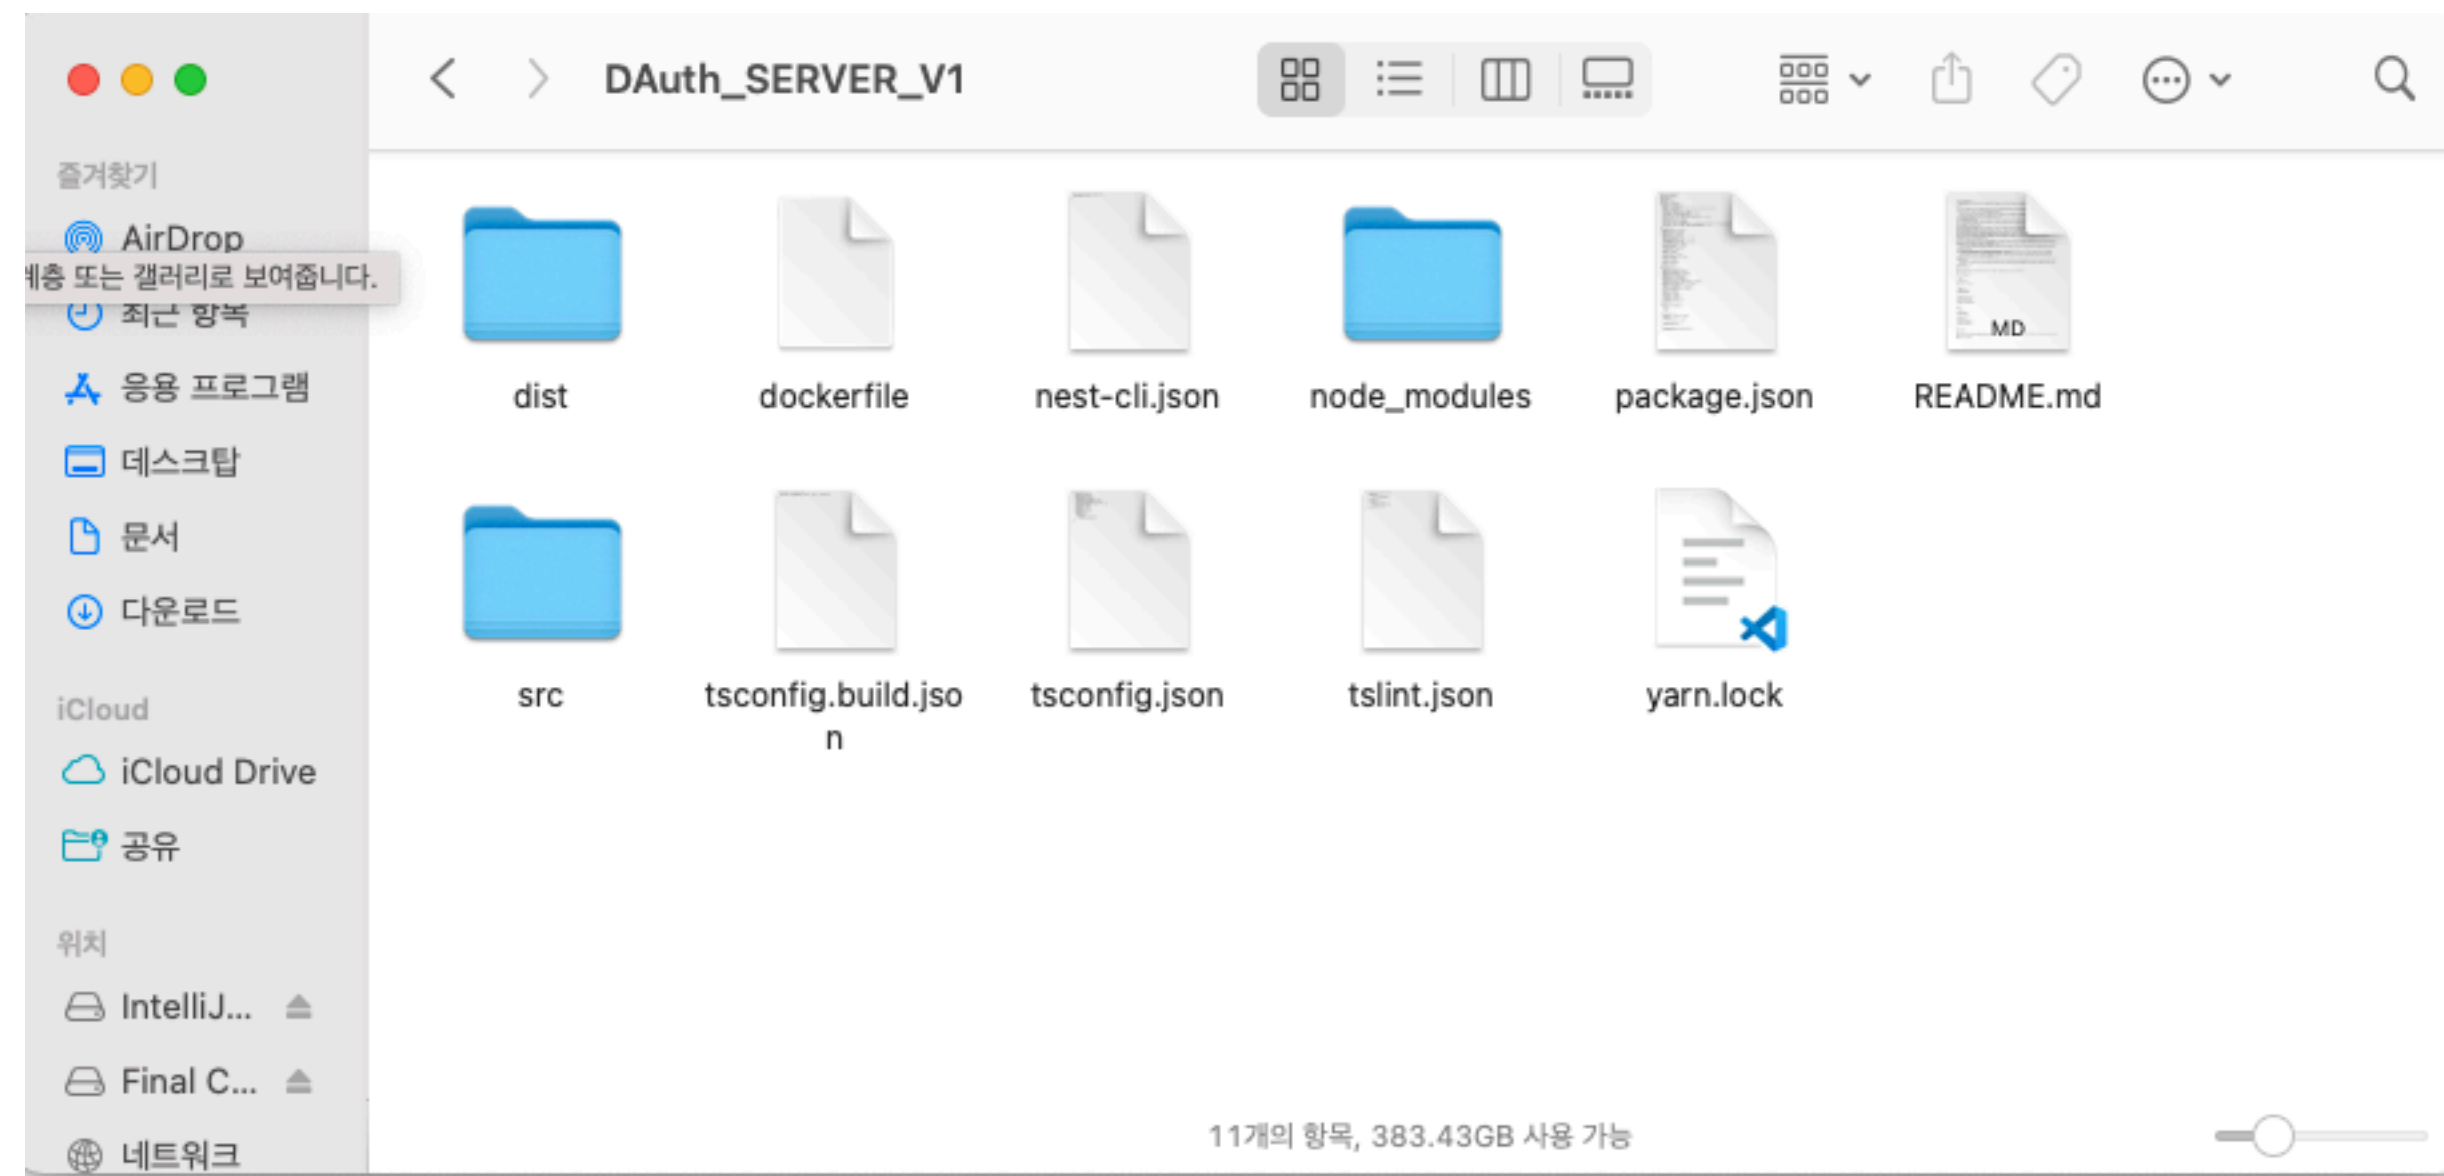 DAuth_SERVER_V1
즐겨찾기
AirDrop
계층 또는 갤러리로 보여줍니다.
최근 항목
응용 프로그램
데스크탑
문서
다운로드
iCloud
iCloud Drive
공유
위치
IntelliJ...
Final C...
네트워크
dist
dockerfile
nest-cli.json
node_modules
package.json
MD
README.md
src
tsconfig.build.jso
n
tsconfig.json
tslint.json
yarn.lock
11개의 항목, 383.43GB 사용 가능